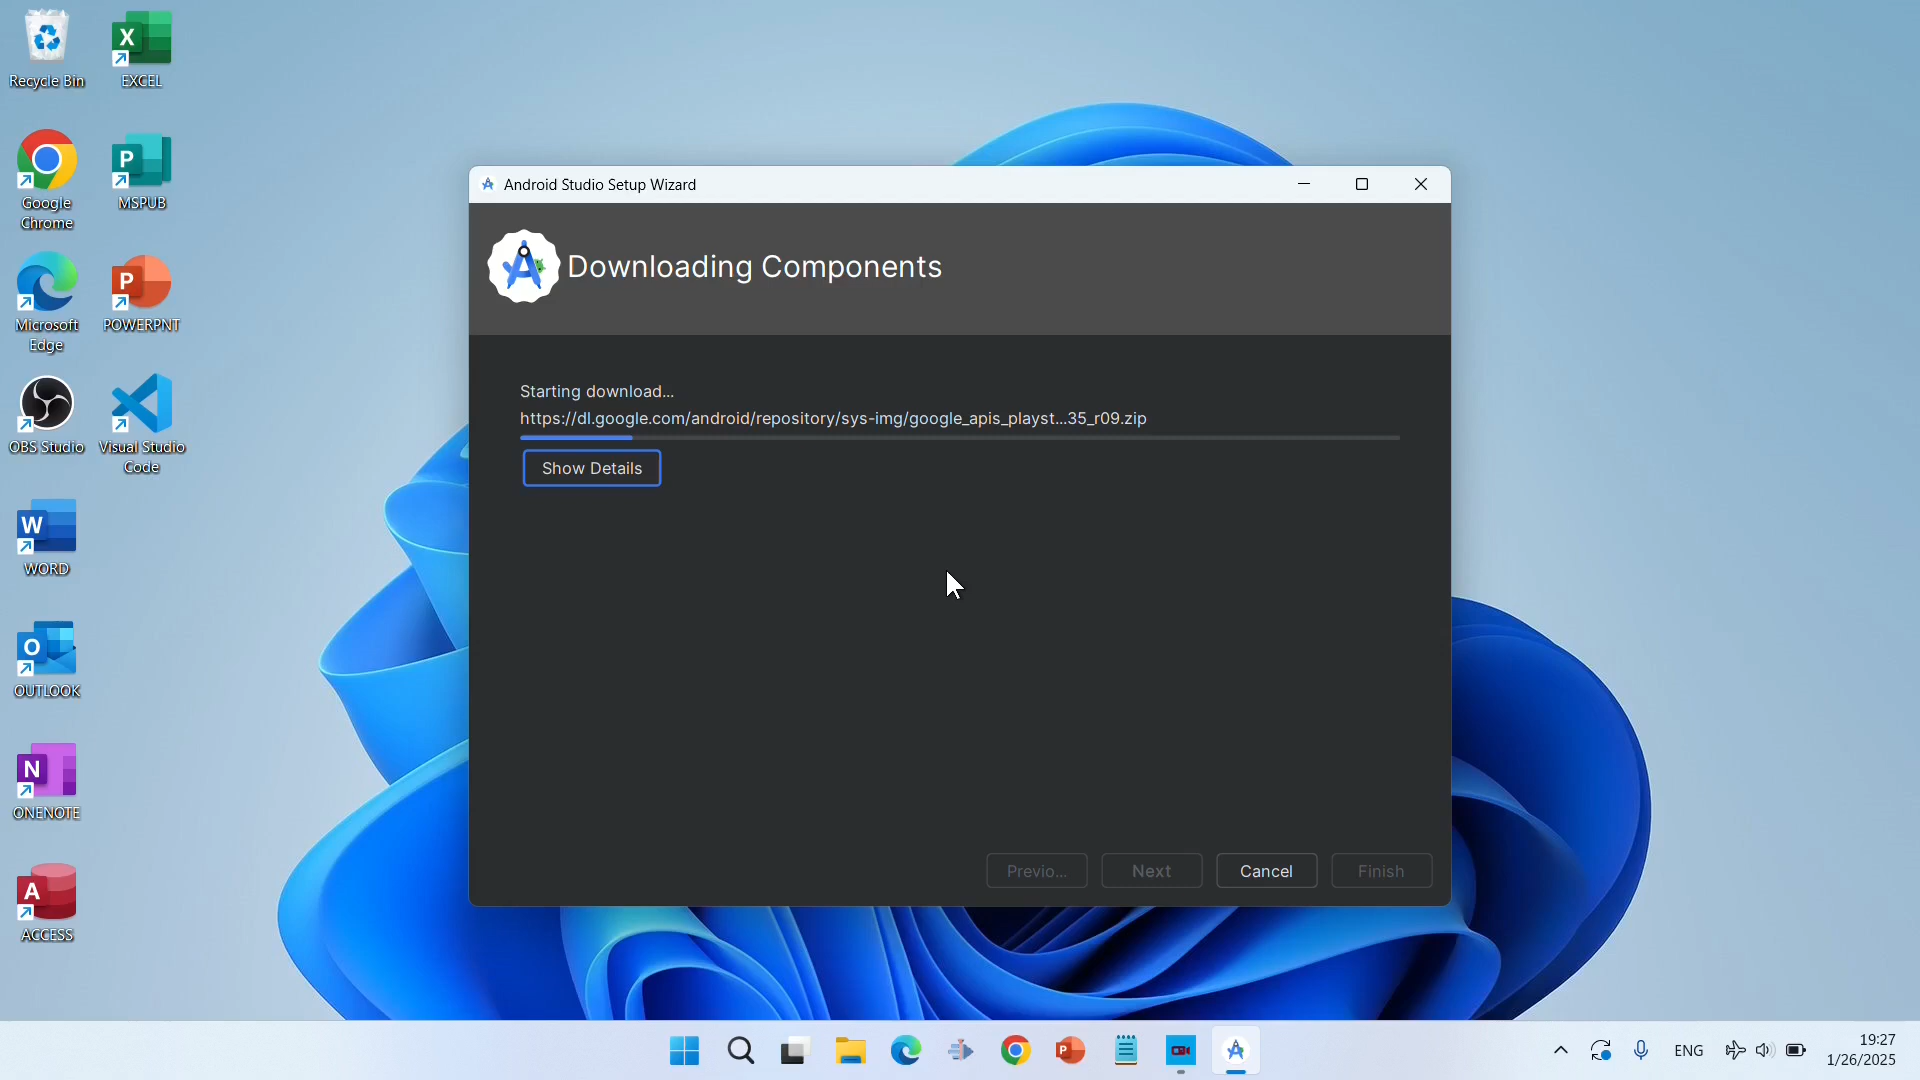 Recycle Bin
EXCEL
Google
Chrome
MSPUB
Microsoft
Edge
POWERPNT
OBS Studio
Visual Studio
Code
WORD
OUTLOOK
ONENOTE
ACCESS
Android Studio Setup Wizard
Downloading Components
Starting download...
https://dl.google.com/android/repository/sys-img/google_apis_playst...35_r09.zip
Show Details
Previo...
Next
Cancel
Finish
ENG
19:27
1/26/2025